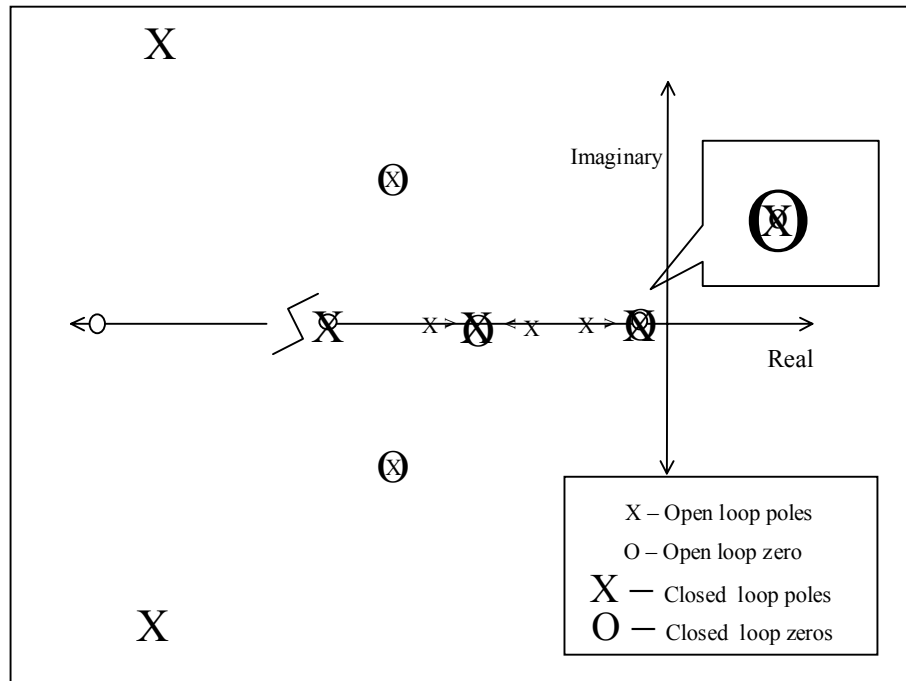 X
Imaginary
X
O
X
X
X
X
X
X
O
X
X
X
O
Real
X
O
X – Open loop poles
O – Open loop zero
X
X — Closed loop poles
O — Closed loop zeros